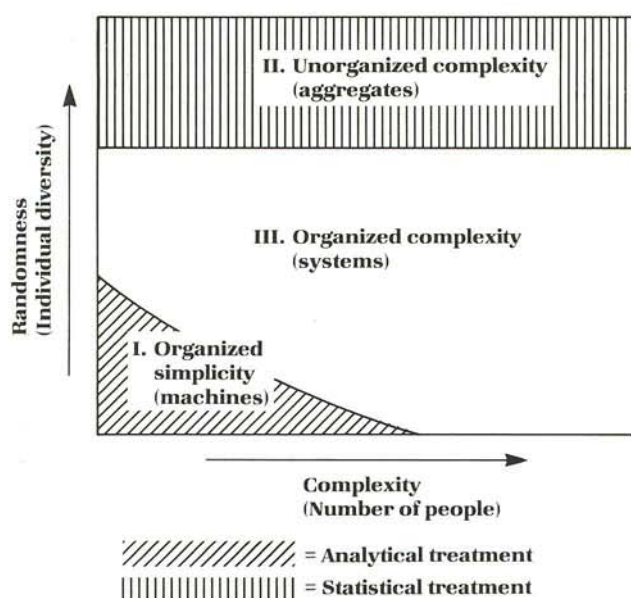 II. Unorganized complexity
(aggregates)
Randomness
(Individual diversity)
III. Organized complexity
(systems)
I. Organized
simplicity
(machines)
Complexity
(Number of people)
= Analytical treatment
= Statistical treatment